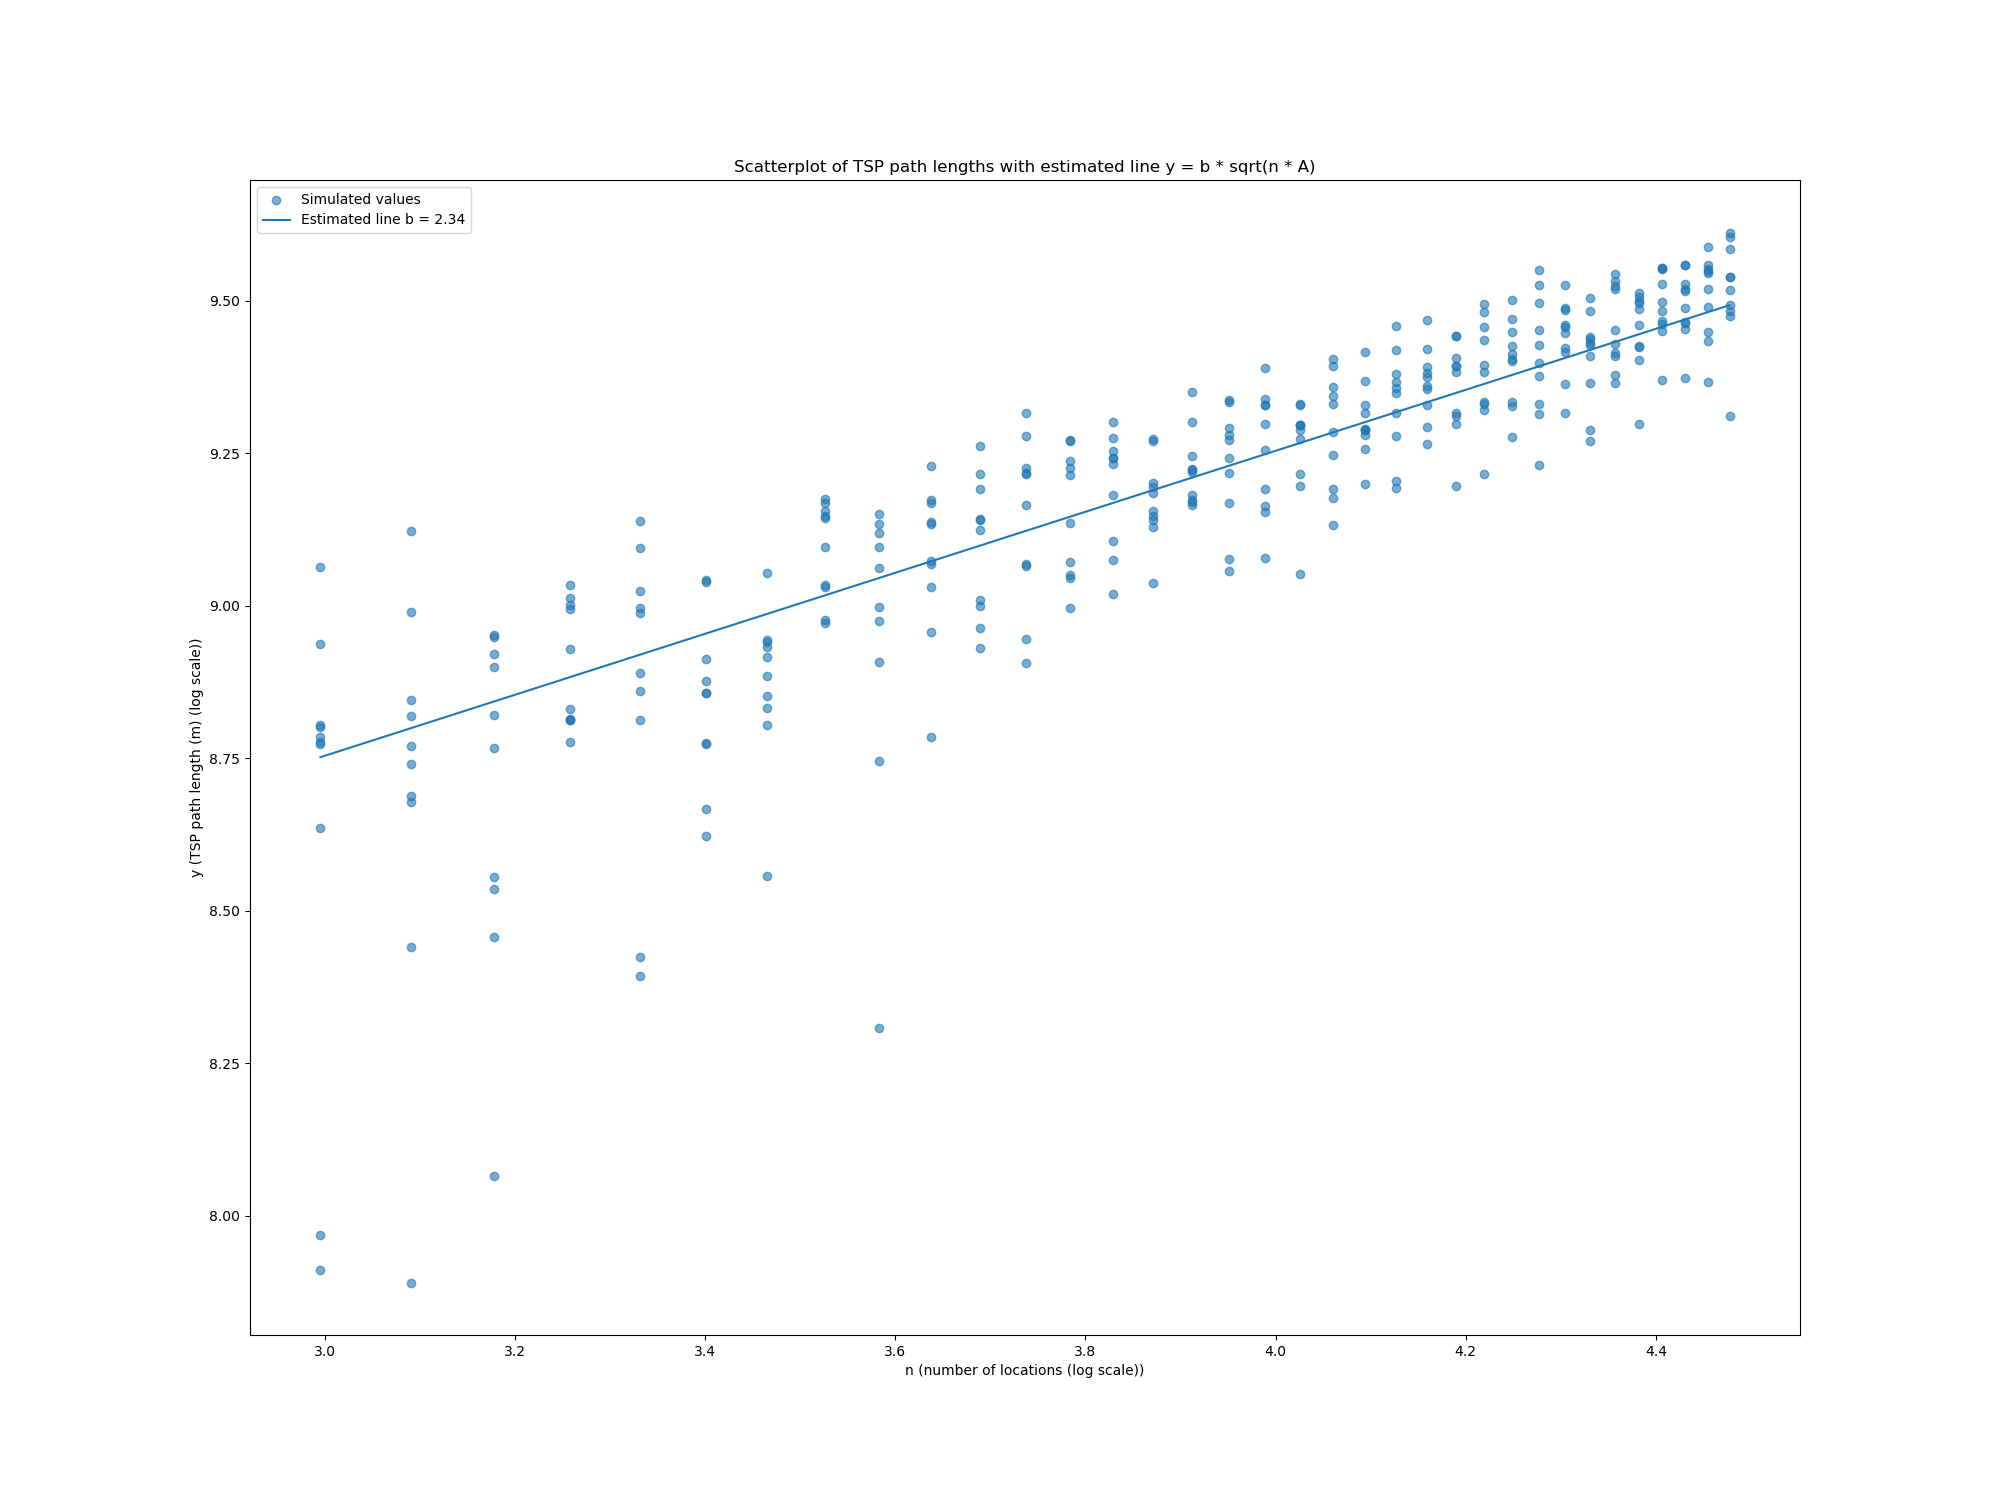 Scatterplot of TSP path lengths with estimated line y = b * sqrt(n * A)
Simulated values
Estimated line b = 2.34
9.50
9.25
9.00
8.75
8.50
8.25
8.00
y (TSP path length (m) (log scale))
3.0 3.2 3.4 3.6 3.8 4.0 4.2 4.4
n (number of locations (log scale))